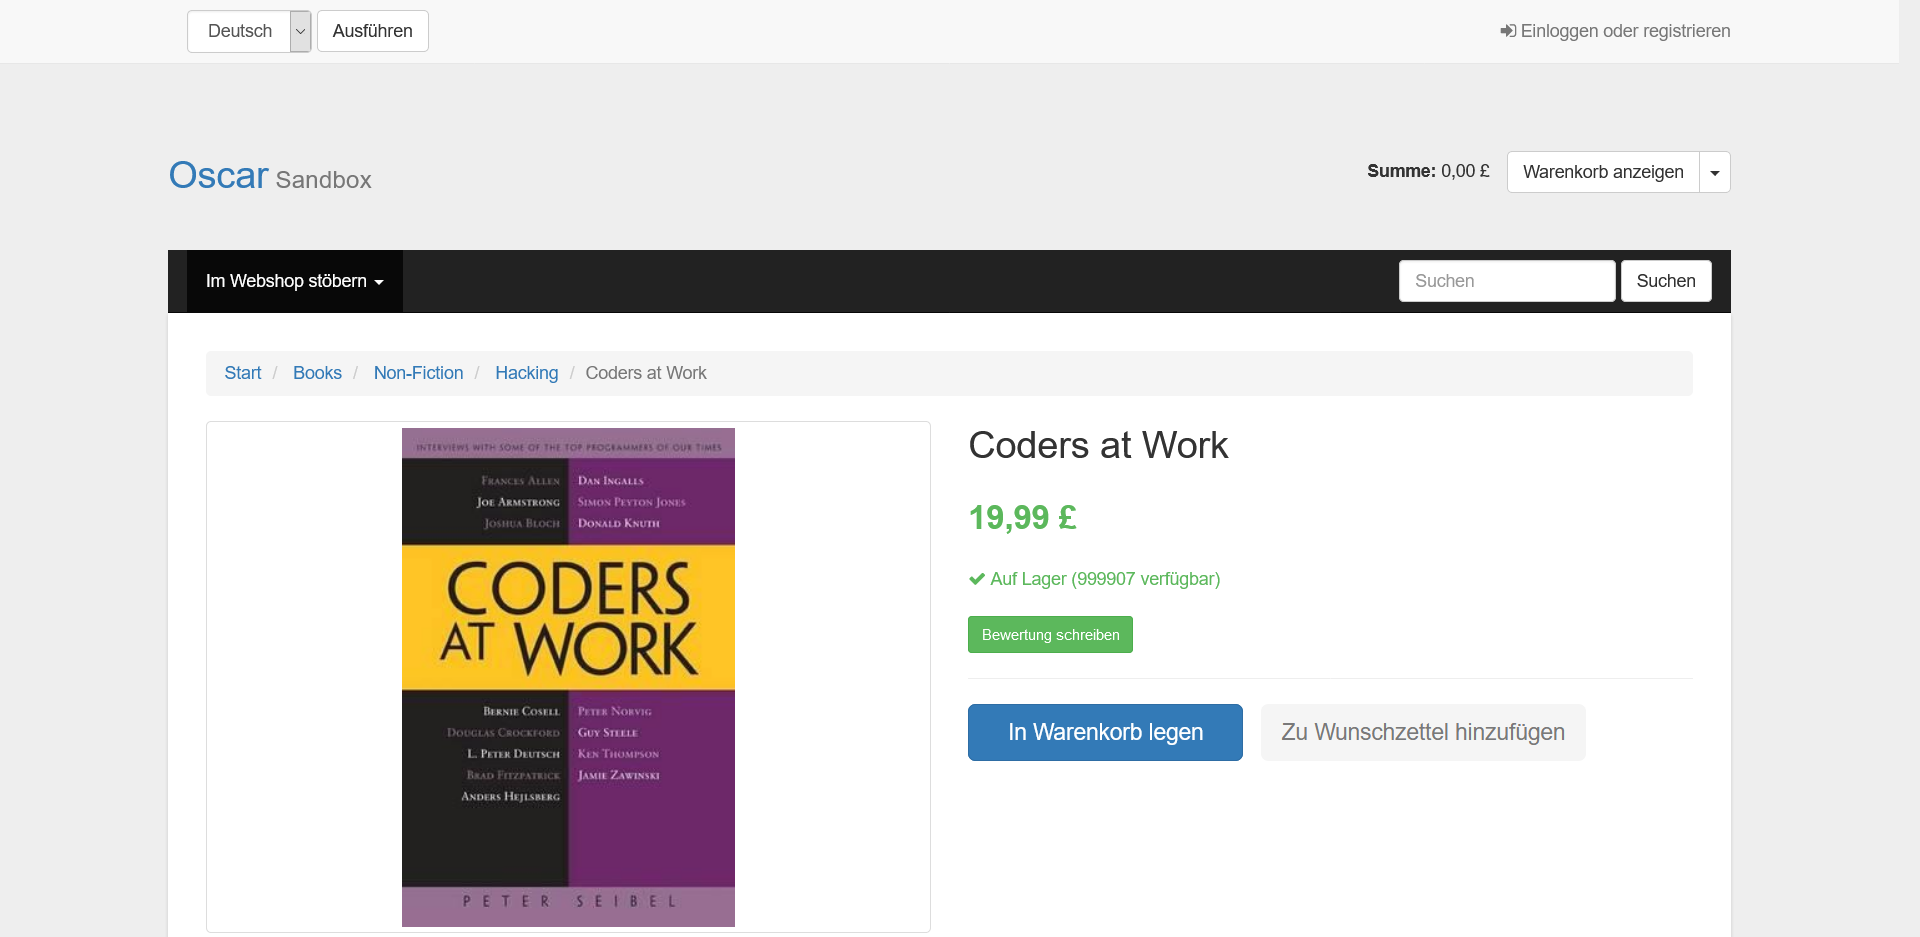 Deutsch Ausführen Einloggen oder registrieren
Oscar Sandbox
Summe: 0,00 £ Warenkorb anzeigen
Im Webshop stöbern Suchen Suchen
Start / Books / Non-Fiction / Hacking / Coders at Work
INTERVIEWS WITH SOME OF THE TOP PROGRAMMERS OF OUR TIMES
FRANCES ALLEN DAN INGALLS
JOE ARMSTRONG SIMON PEYTON JONES
JOSHUA BLOCH DONALD KNUTH
CODERS
AT WORK
BERNIE COSELL PETER NORVIG
DOUGLAS CROCKFORD GUY STEELE
L. PETER DEUTSCH KEN THOMPSON
BRAD FITZPATRICK JAMIE ZAWINSKI
ANDERS HEJLSBERG
PETER SEIBEL
Coders at Work
19,99 £
Auf Lager (999907 verfügbar)
Bewertung schreiben
In Warenkorb legen Zu Wunschzettel hinzufügen